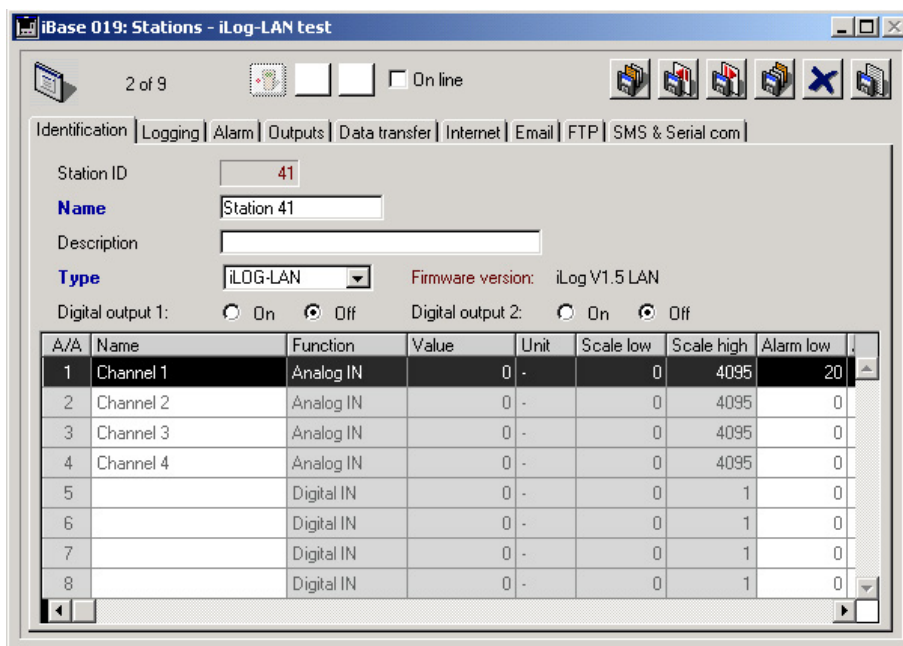 iBase 019: Stations - iLog-LAN test
2 of 9 On line
Identification Logging Alarm Outputs Data transfer Internet Email FTP SMS & Serial com
Station ID 41
Name Station 41
Description
Type iLOG-LAN Firmware version: iLog V1.5 LAN
Digital output 1: On Off Digital output 2: On Off
A/A Name Function Value Unit Scale low Scale high Alarm low
1 Channel 1 Analog IN 0 - 0 4095 20
2 Channel 2 Analog IN 0 - 0 4095 0
3 Channel 3 Analog IN 0 - 0 4095 0
4 Channel 4 Analog IN 0 - 0 4095 0
5 Digital IN 0 - 0 1 0
6 Digital IN 0 - 0 1 0
7 Digital IN 0 - 0 1 0
8 Digital IN 0 - 0 1 0